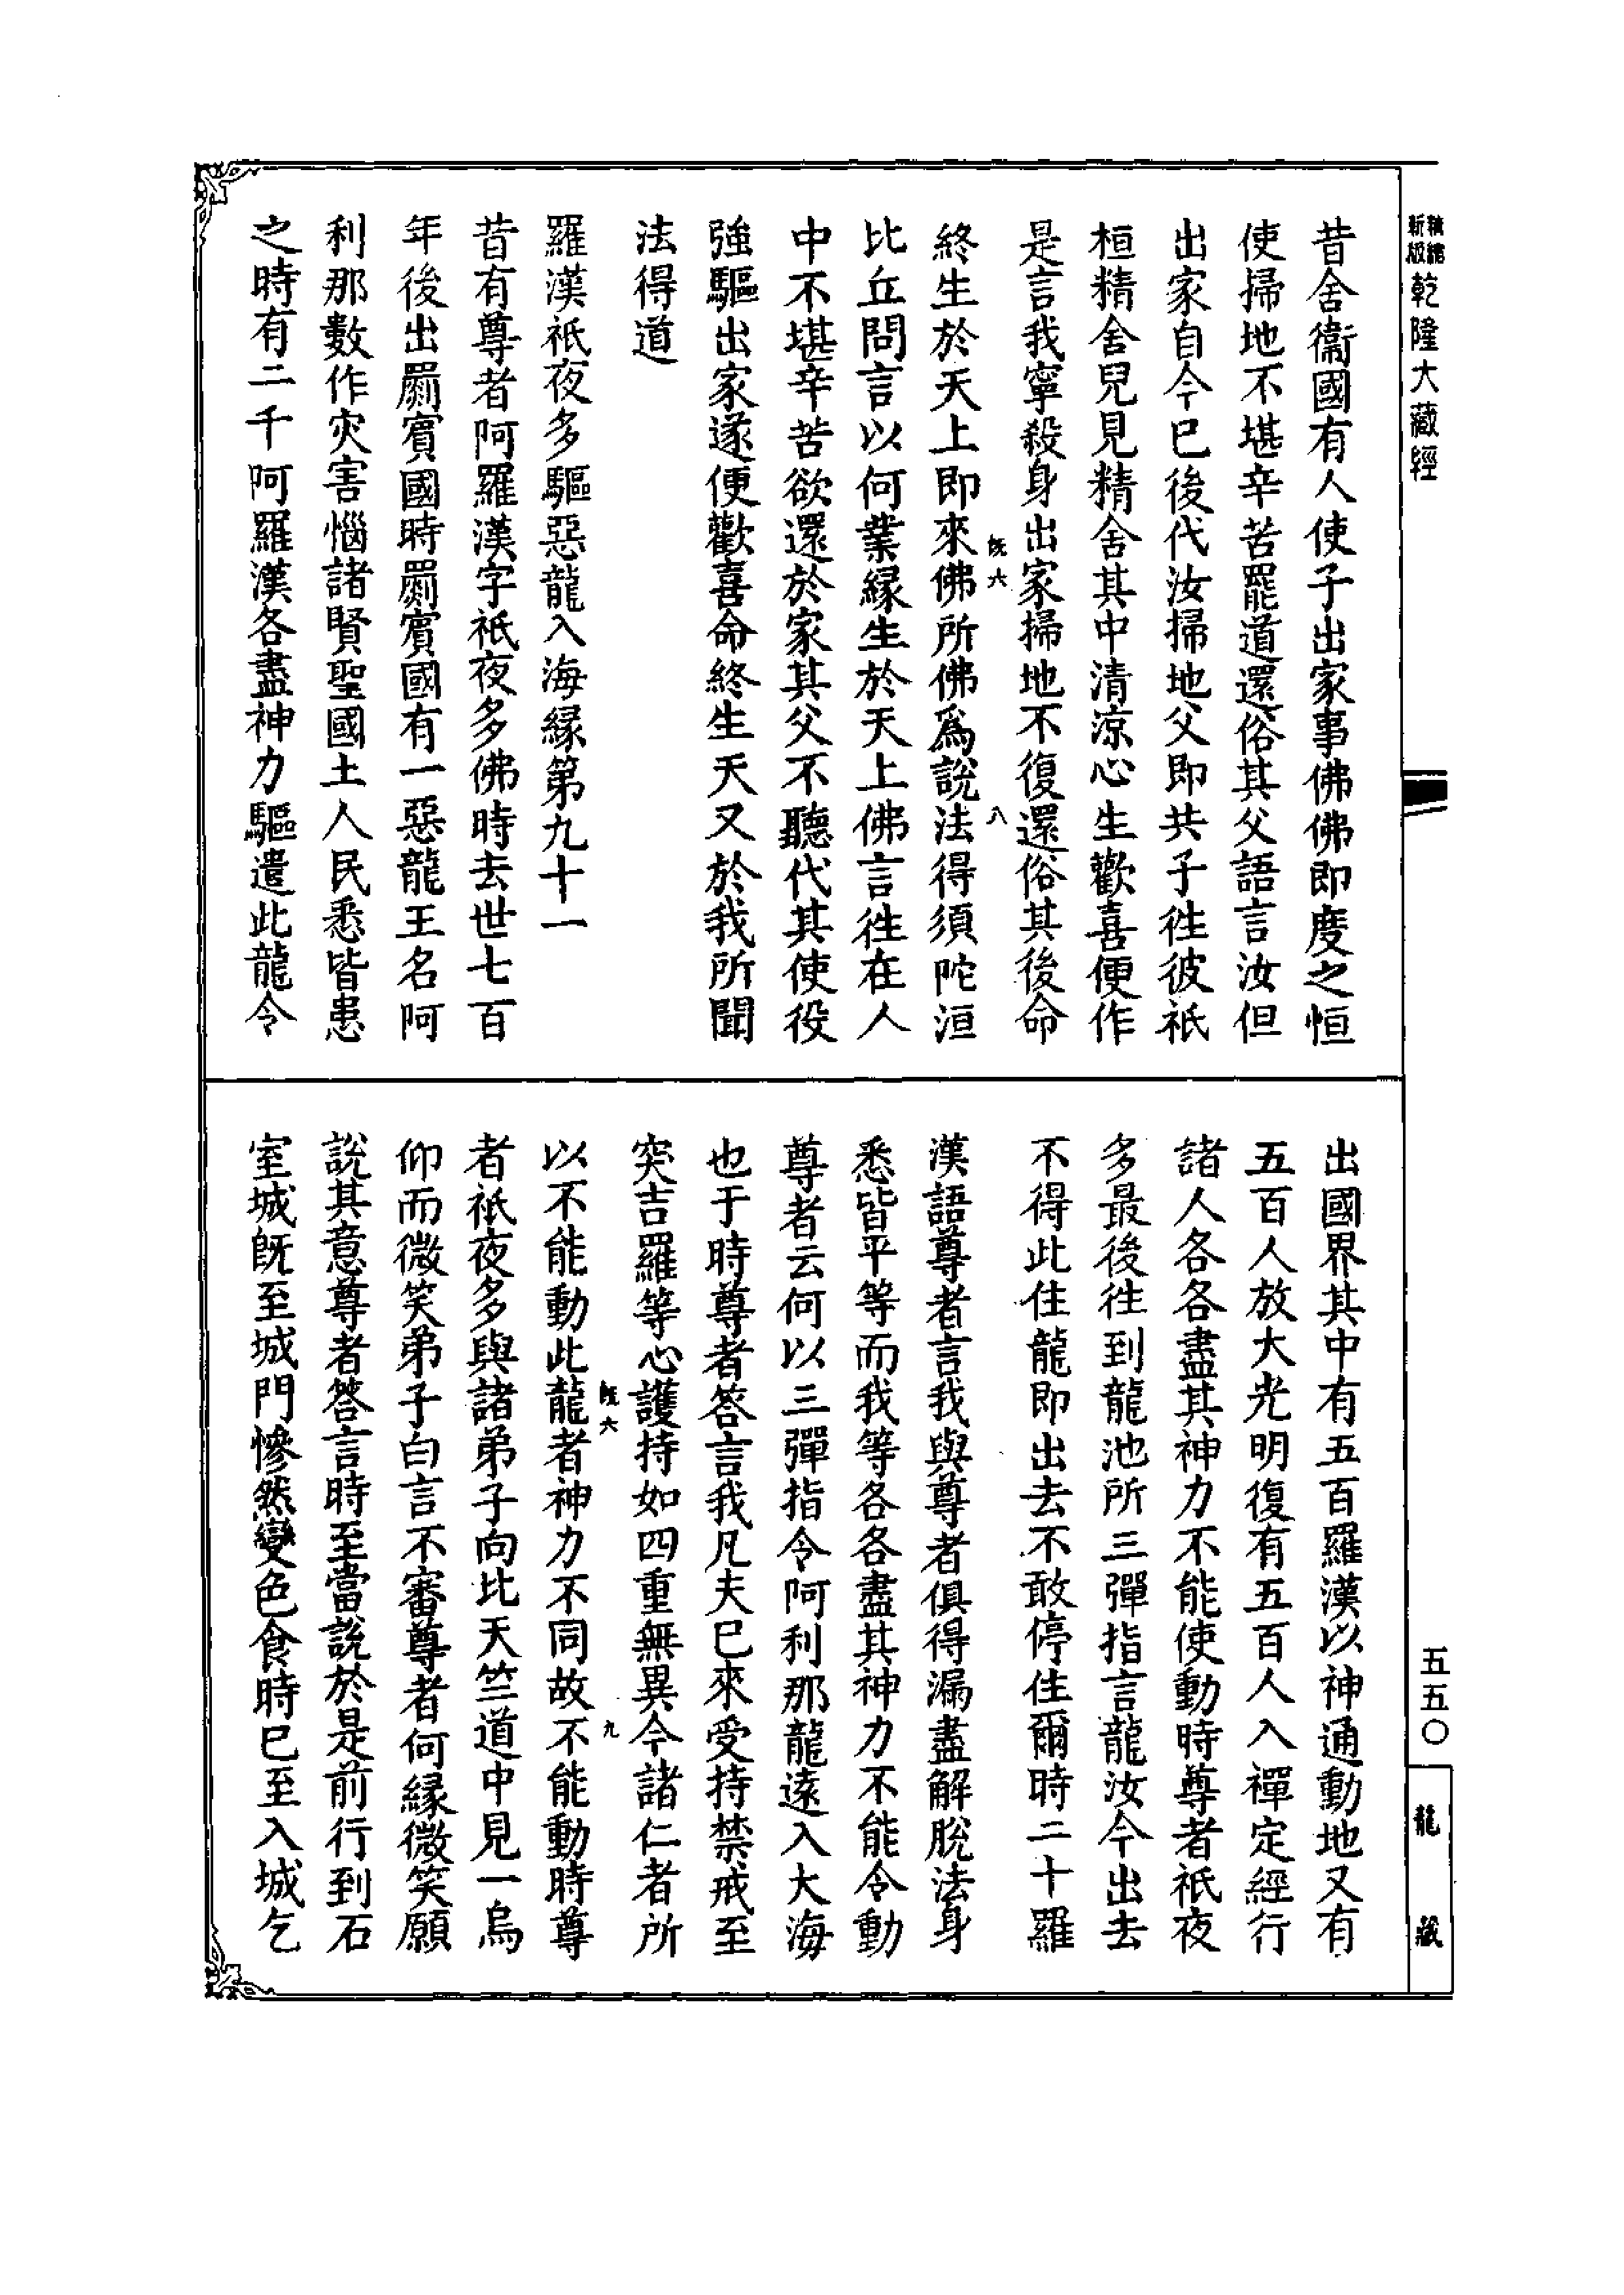 精縮新版乾隆大藏經
昔舍衞國有人使子出家事佛佛即度之恒
使掃地不堪辛苦罷道還俗其父語言汝但
出家自今已後代汝掃地父即共子往彼祇
桓精舍兒見精舍其中清涼心生歡喜便作
是言我寧殺身出家掃地不復還俗其後命
旣六 八
終生於天上即來佛所佛爲說法得須陀洹
比丘問言以何業緣生於天上佛言往在人
中不堪辛苦欲還於家其父不聽代其使役
強驅出家遂便歡喜命終生天又於我所聞
法得道
羅漢祇夜多驅惡龍入海緣第九十一
昔有尊者阿羅漢字祇夜多佛時去世七百
年後出罽賓國時罽賓國有一惡龍王名阿
利那數作灾害惱諸賢聖國土人民悉皆患
之時有二千阿羅漢各盡神力驅遣此龍令
出國界其中有五百羅漢以神通動地又有
五百人放大光明復有五百人入禪定經行
諸人各各盡其神力不能使動時尊者祇夜
多最後往到龍池所三彈指言龍汝今出去
不得此住龍即出去不敢停住爾時二千羅
漢語尊者言我與尊者俱得漏盡解脫法身
悉皆平等而我等各各盡其神力不能令動
尊者云何以三彈指令阿利那龍遠入大海
也于時尊者答言我凡夫已來受持禁戒至
突吉羅等心護持如四重無異今諸仁者所
旣六 九
以不能動此龍者神力不同故不能動時尊
者祇夜多與諸弟子向北天竺道中見一烏
仰而微笑弟子白言不審尊者何緣微笑願
說其意尊者答言時至當說於是前行到石
室城旣至城門慘然變色食時已至入城乞
五五〇
龍藏